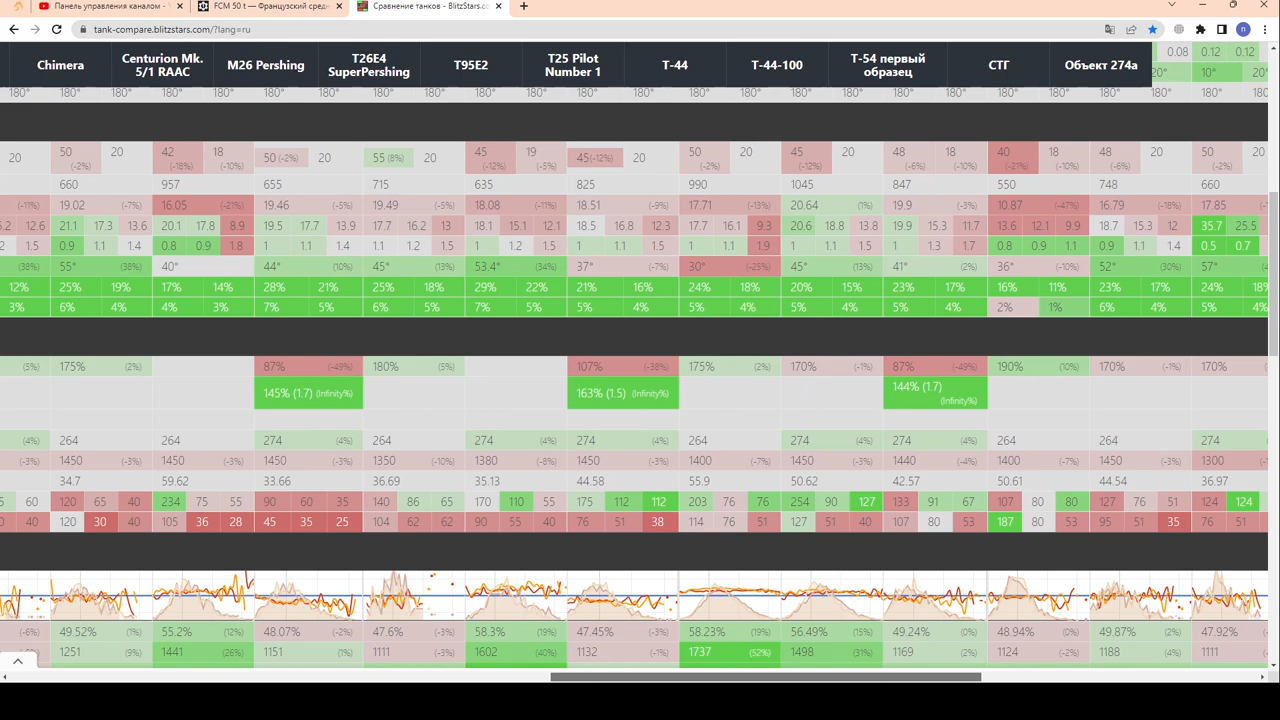 Панель управления каналом -
FCM 50 t — Французский средн
Сравнение танков — BlitzStars.co
tank-compare.blitzstars.com/?lang=ru
Chimera Centurion Mk. 5/1 RAAC M26 Pershing T26E4 SuperPershing T95E2 T25 Pilot Number 1 Т-44 Т-44-100 Т-54 первый образец СТГ Объект 274а
0.08 0.12 0.12
20° 10° 20°
180° 180° 180° 180° 180° 180° 180° 180° 180° 180° 180° 180° 180° 180° 180° 180° 180° 180° 180° 180° 180° 180° 180° 180° 180°
20 50 (-2%) 20 42 (-18%) 18 (-10%) 50 (-2%) 20 55 (8%) 20 45 (-12%) 19 (-5%) 45 (-12%) 20 50 (-2%) 20 45 (-12%) 20 48 (-6%) 18 (-10%) 40 (-21%) 18 (-10%) 48 (-6%) 20 50 (-2%) 20
660 957 655 715 635 825 990 1045 847 550 748 660
(-11%) 19.02 (-7%) 16.05 (-21%) 19.46 (-5%) 19.49 (-5%) 18.08 (-11%) 18.51 (-9%) 17.71 (-13%) 20.64 (1%) 19.9 (-3%) 10.87 (-47%) 16.79 (-18%) 17.85
12.6 21.1 17.3 13.6 20.1 17.8 8.9 19.5 17.7 13.9 17.7 16.2 13 18.1 15.1 12.1 18.5 16.8 12.3 17.7 16.1 9.3 20.6 18.8 13.8 19.9 15.3 11.7 13.6 12.1 9.9 18.7 15.3 12 35.7 25.5
1.5 0.9 1.1 1.4 0.8 0.9 1.8 1 1.1 1.4 1.1 1.2 1.5 1 1.2 1.5 1 1.1 1.5 1 1.1 1.9 1 1.1 1.5 1 1.3 1.7 0.8 0.9 1.1 0.9 1.1 1.4 0.5 0.7
(38%) 55° (38%) 40° 44° (10%) 45° (13%) 53.4° (34%) 37° (-7%) 30° (-25%) 45° (13%) 41° (2%) 36° (-10%) 52° (30%) 57°
12% 25% 19% 17% 14% 28% 21% 25% 18% 29% 22% 21% 16% 24% 18% 20% 15% 23% 17% 16% 11% 23% 17% 24% 18%
3% 6% 4% 4% 3% 7% 5% 6% 5% 7% 5% 5% 4% 5% 4% 5% 4% 5% 4% 2% 1% 6% 4% 5% 4%
(5%) 175% (2%) 87% (-49%) 180% (5%) 107% (-38%) 175% (2%) 170% (-1%) 87% (-49%) 190% (10%) 170% (-1%) 170%
145% (1.7) (Infinity%) 163% (1.5) (Infinity%) 144% (1.7) (Infinity%)
(4%) 264 264 274 (4%) 264 274 (4%) 274 (4%) 264 274 (4%) 274 (4%) 264 264 274
(-3%) 1450 (-3%) 1450 (-3%) 1450 (-3%) 1350 (-10%) 1380 (-8%) 1450 (-3%) 1400 (-7%) 1450 (-3%) 1440 (-4%) 1400 (-7%) 1450 (-3%) 1300
34.7 59.62 33.66 36.69 35.13 44.58 55.9 50.62 42.57 50.61 44.54 36.97
60 120 65 40 234 75 55 90 60 35 140 86 65 170 110 55 175 112 112 203 76 76 254 90 127 133 91 67 107 80 80 127 76 51 124 124
40 120 30 40 105 36 28 45 35 25 104 62 62 90 55 40 76 51 38 114 76 51 127 51 40 107 80 53 187 80 53 95 51 35 76 51
(-6%) 49.52% (1%) 55.2% (12%) 48.07% (-2%) 47.6% (-3%) 58.3% (19%) 47.45% (-3%) 58.23% (19%) 56.49% (15%) 49.24% (0%) 48.94% (0%) 49.87% (2%) 47.92%
1251 (9%) 1441 (26%) 1151 (1%) 1111 (-3%) 1602 (40%) 1132 (-1%) 1737 (52%) 1498 (31%) 1169 (2%) 1124 (-2%) 1188 (4%) 1111